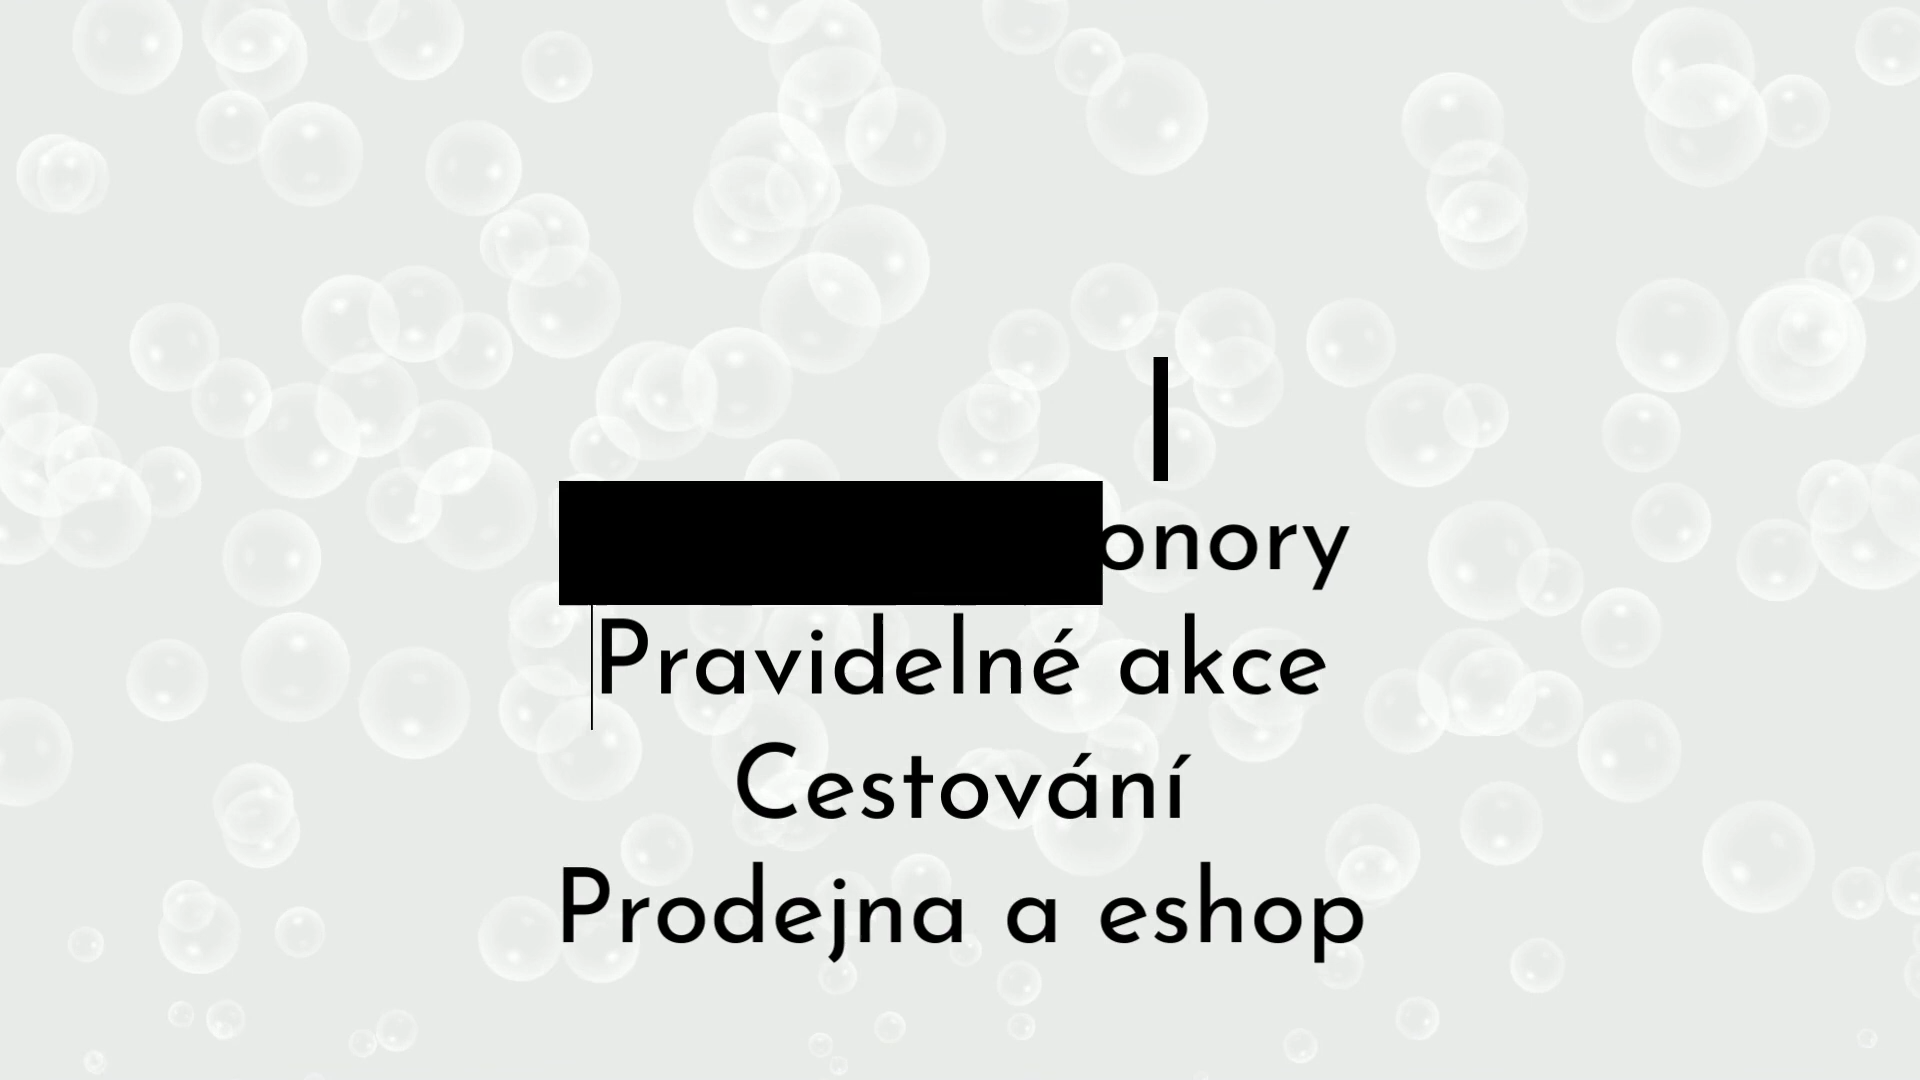 onory
Pravidelné akce
Cestování
Prodejna a eshop